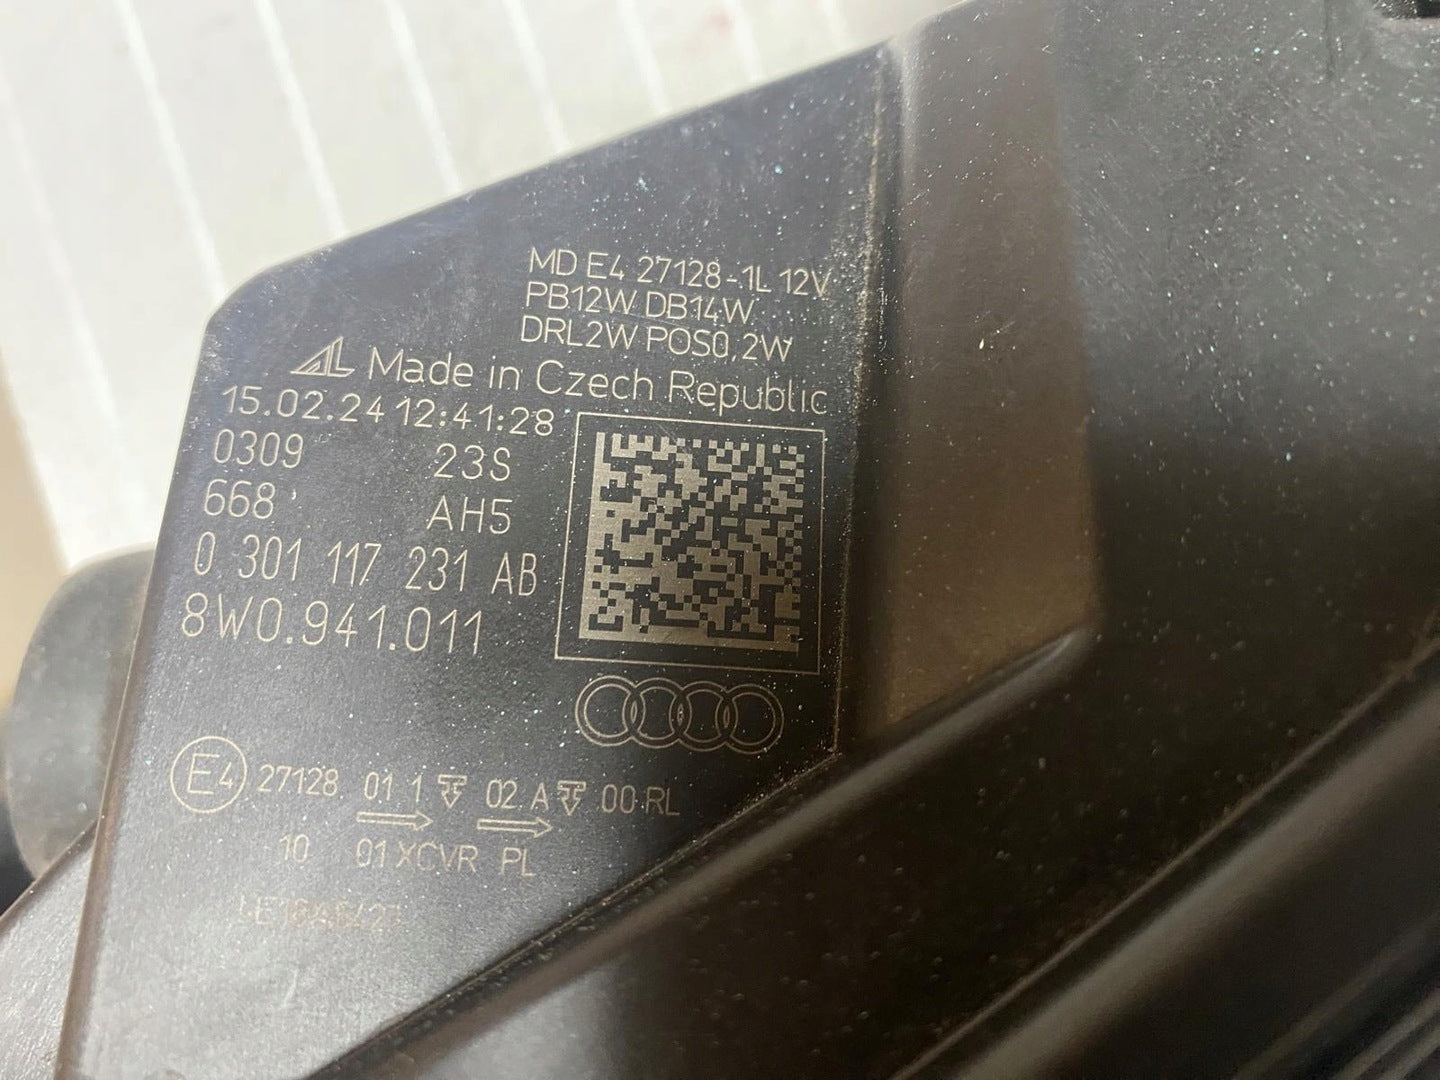 MD E4 27128-1L 12V
PB12W DB14W
DRL2W POS0,2W
AL Made in Czech Republic
15.02.24 12:41:28
0309 23S
668 AH5
0 301 117 231 AB
8W0.941.011
E4 27128 01 1 02 A 00 RL
10 01 XCVR PL